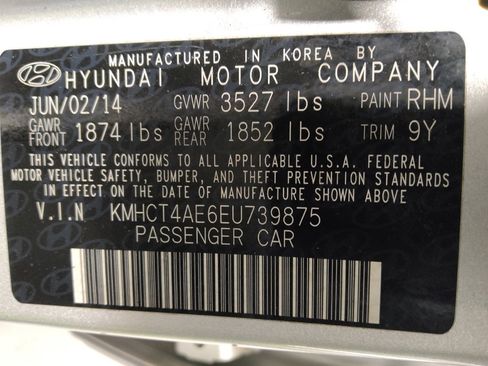 MANUFACTURED IN KOREA BY
HYUNDAI MOTOR COMPANY
JUN/02/14 GVWR 3527 lbs PAINT RHM
GAWR FRONT 1874 lbs GAWR REAR 1852 lbs TRIM 9Y
THIS VEHICLE CONFORMS TO ALL APPLICABLE U.S.A. FEDERAL
MOTOR VEHICLE SAFETY, BUMPER, AND THEFT PREVENTION STANDARDS
IN EFFECT ON THE DATE OF MANUFACTURE SHOWN ABOVE
V.I.N KMHCT4AE6EU739875
PASSENGER CAR